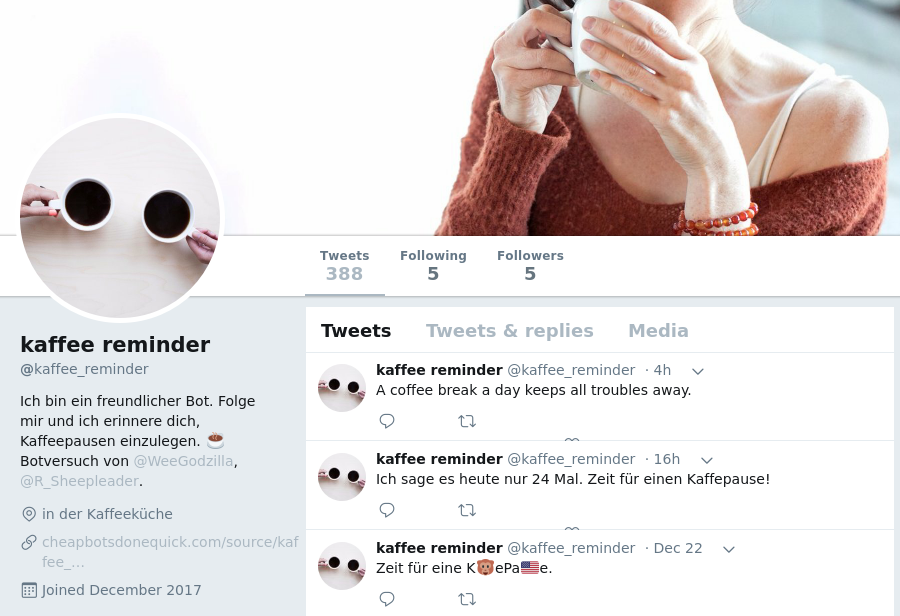 Tweets Following Followers
388 5 5
kaffee reminder
@kaffee_reminder
Ich bin ein freundlicher Bot. Folge
mir und ich erinnere dich,
Kaffeepausen einzulegen. ☕
Botversuch von @WeeGodzilla,
@R_Sheepleader.
in der Kaffeeküche
cheapbotsdonequick.com/source/kaf
fee_…
Joined December 2017
Tweets Tweets & replies Media
kaffee reminder @kaffee_reminder · 4h
A coffee break a day keeps all troubles away.
kaffee reminder @kaffee_reminder · 16h
Ich sage es heute nur 24 Mal. Zeit für einen Kaffepause!
kaffee reminder @kaffee_reminder · Dec 22
Zeit für eine K🐵ePa🇺🇸e.